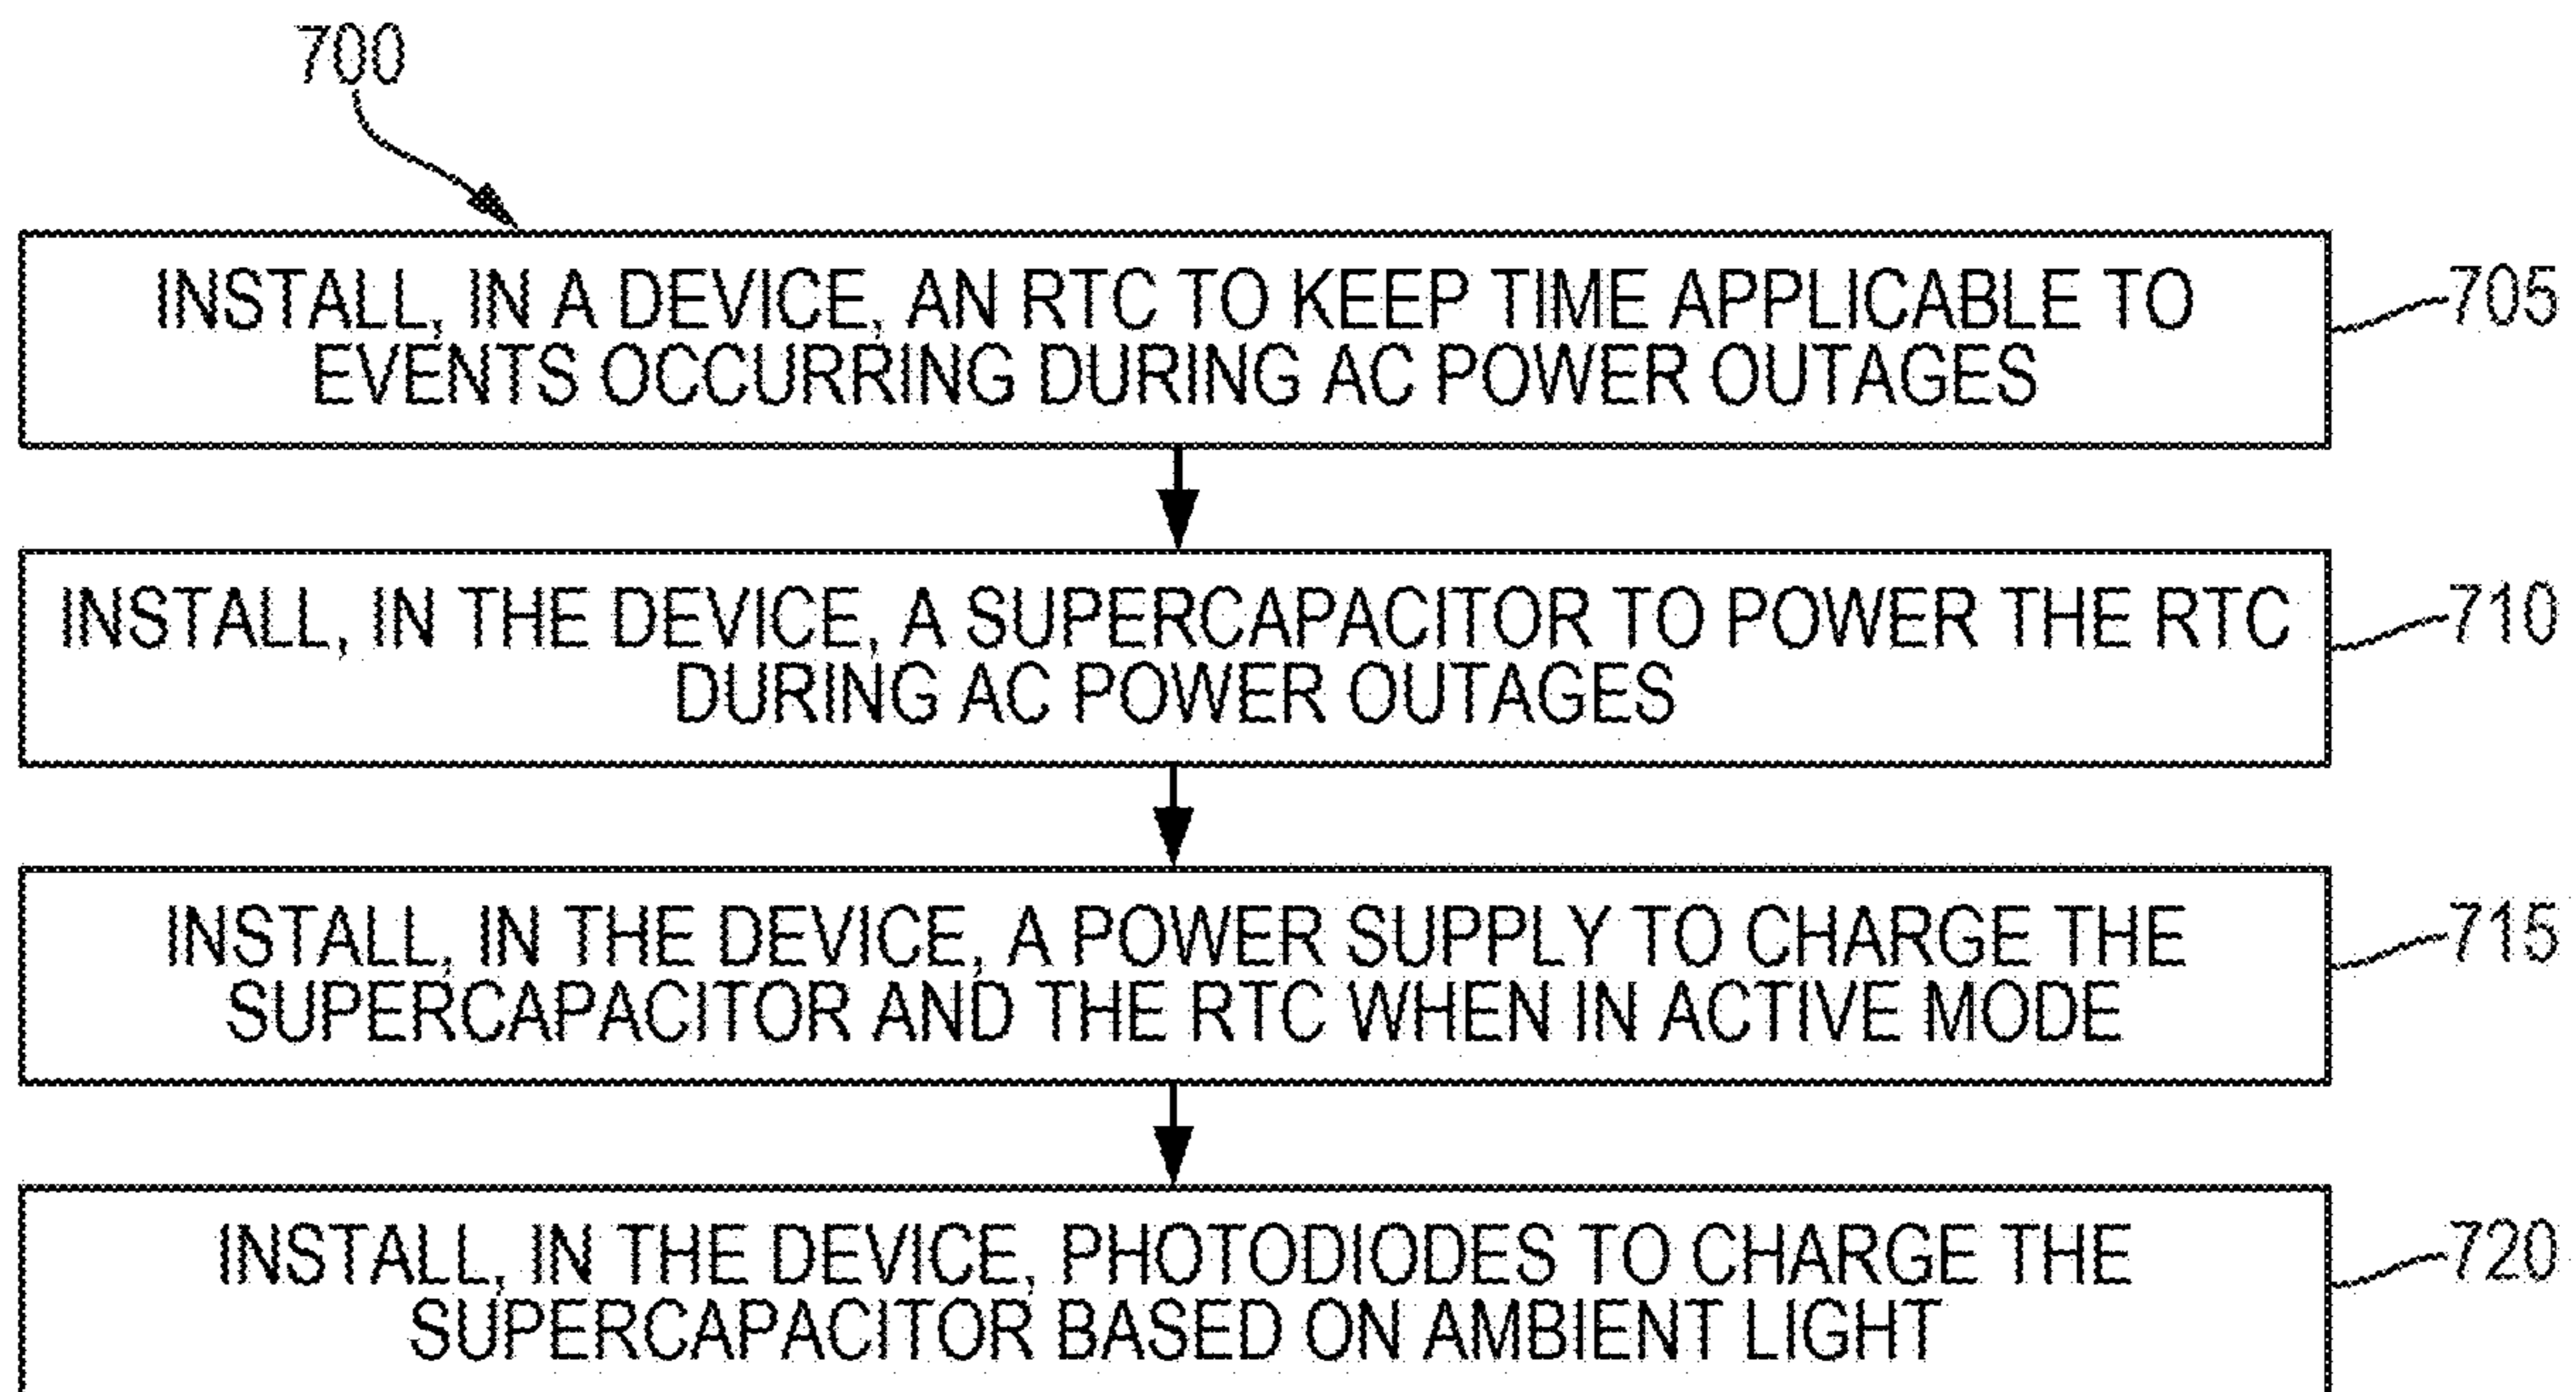 700
INSTALL, IN A DEVICE, AN RTC TO KEEP TIME APPLICABLE TO
EVENTS OCCURRING DURING AC POWER OUTAGES
705
INSTALL, IN THE DEVICE, A SUPERCAPACITOR TO POWER THE RTC
DURING AC POWER OUTAGES
710
INSTALL, IN THE DEVICE, A POWER SUPPLY TO CHARGE THE
SUPERCAPACITOR AND THE RTC WHEN IN ACTIVE MODE
715
INSTALL, IN THE DEVICE, PHOTODIODES TO CHARGE THE
SUPERCAPACITOR BASED ON AMBIENT LIGHT
720